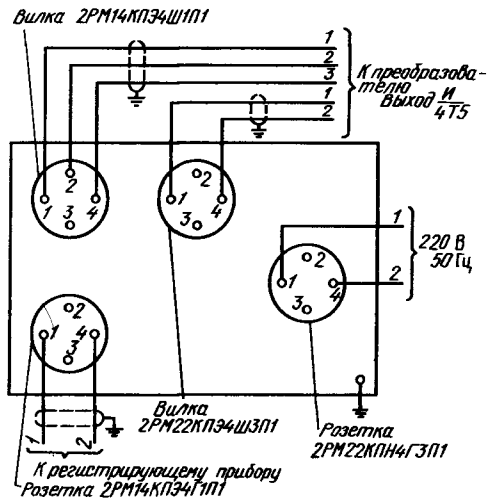 Вилка 2РМ14КПЭ4Ш1П1
1
2
3
1
2
К преобразова-
телю
Выход И/4Т5
2
1 4
3
2
1 4
3
1
2
220 В
50 Гц
2
1 4
3
2
1 4
3
1 2
Вилка
2РМ22КПЭ4Ш3П1
Розетка
2РМ22КПН4Г3П1
К регистрирующему прибору
Розетка 2РМ14КПЭ4Г1П1